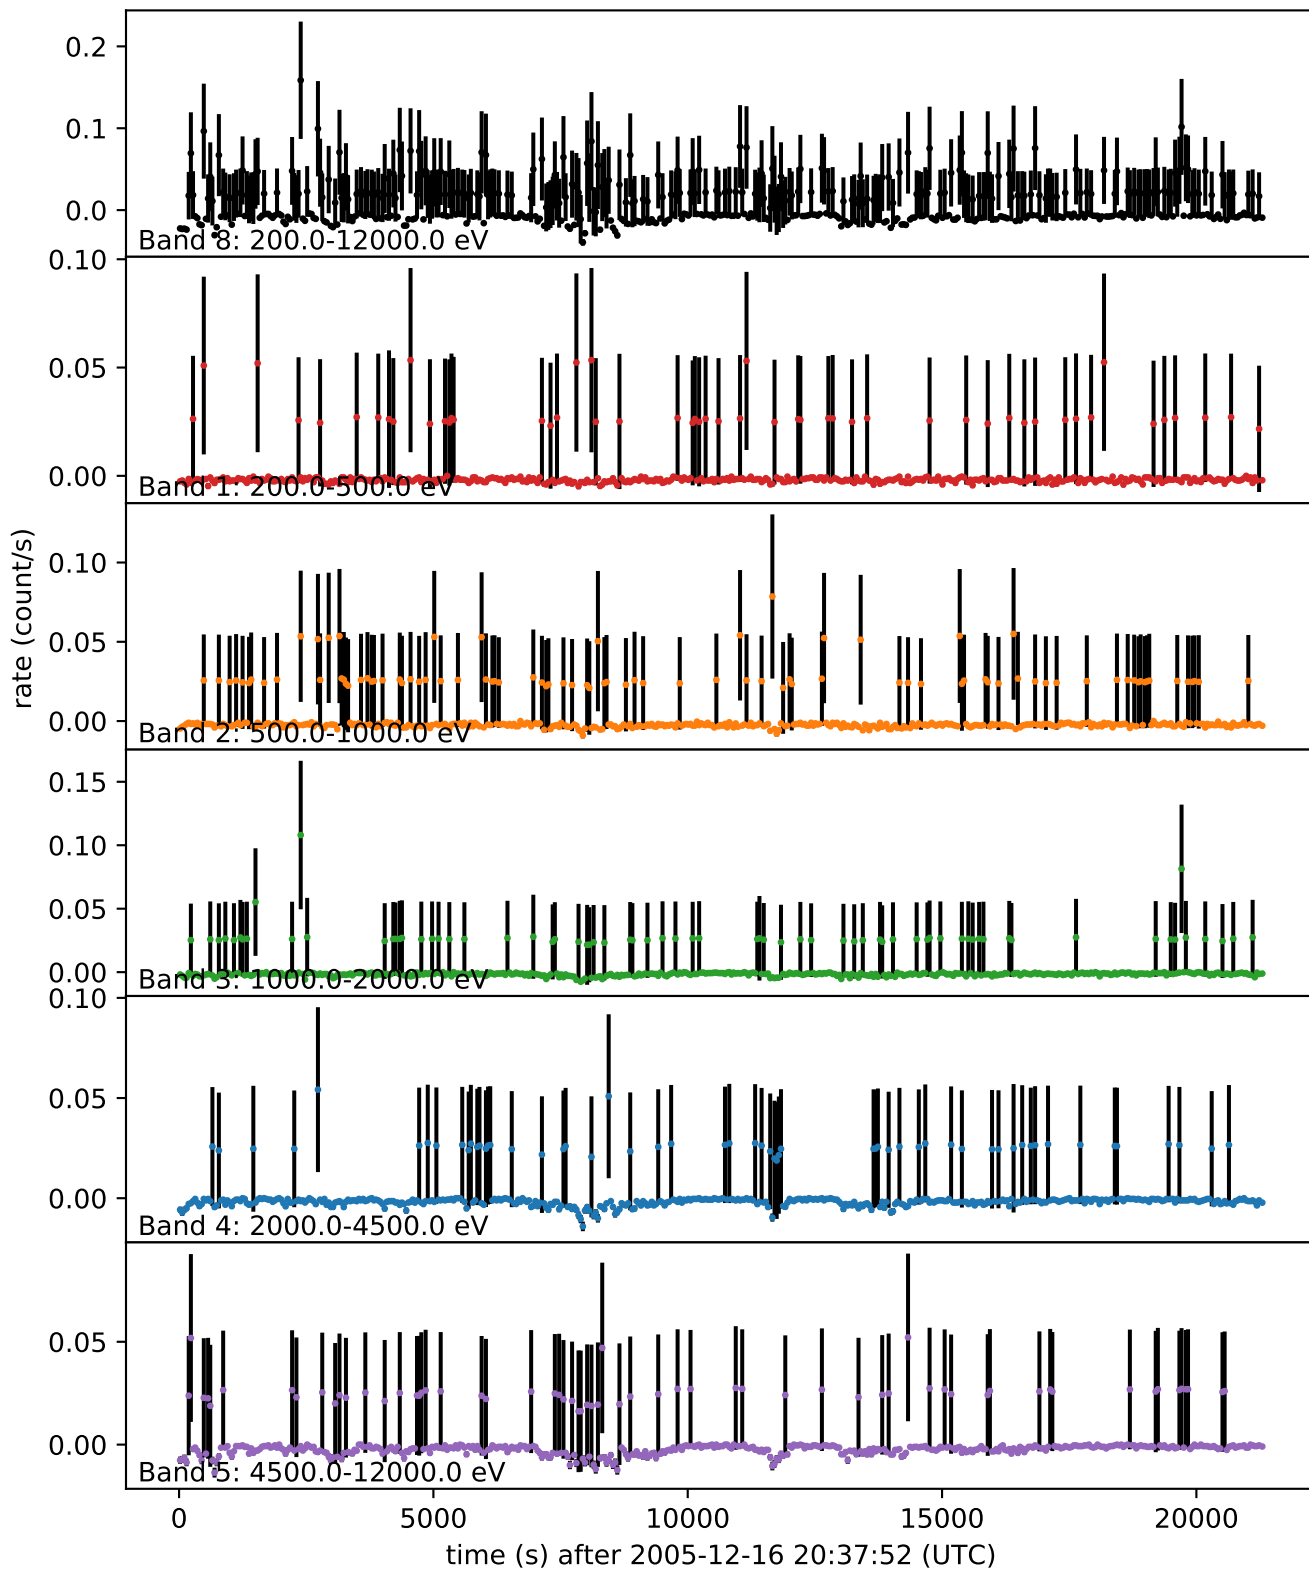 0.2
0.1
0.0
Band 8: 200.0-12000.0 eV
0.10
0.05
0.00
Band 1: 200.0-500.0 eV
0.10
0.05
0.00
Band 2: 500.0-1000.0 eV
0.15
0.10
0.05
0.00
Band 3: 1000.0-2000.0 eV
0.10
0.05
0.00
Band 4: 2000.0-4500.0 eV
0.05
0.00
Band 5: 4500.0-12000.0 eV
rate (count/s)
0 5000 10000 15000 20000
time (s) after 2005-12-16 20:37:52 (UTC)